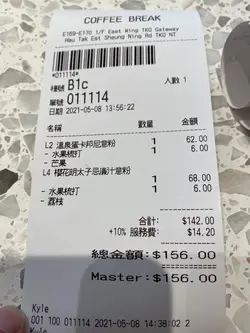 COFFEE BREAK
E169-E170 1/F East Wing TKO Gateway
Hau Tak Est Sheung Ning Rd TKO NT
*011114*
檯號 B1c 人數 1
單號 011114
日期 2021-05-08 13:56:22
名稱 數量 金額
L2 溫泉蛋卡邦尼意粉 1 62.00
- 水果梳打 1 6.00
- 芒果
L4 櫻花明太子忌廉汁意粉 1 68.00
- 水果梳打 1 6.00
- 荔枝
合計: $142.00
+10% 服務費: $14.20
總金額: $156.00
Master: $156.00
Kyle
001 100 011114 2021-05-08 14:38:02 2
Kyle